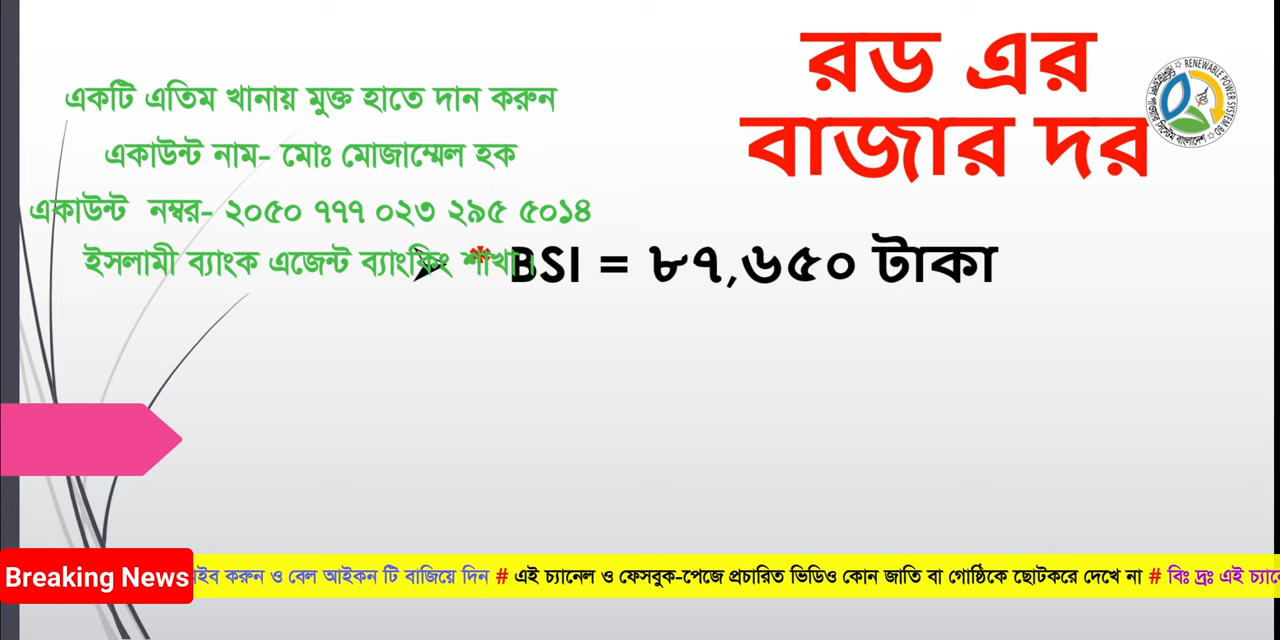 রড এর
বাজার দর
একটি এতিম খানায় মুক্ত হাতে দান করুন
একাউন্ট নাম- মোঃ মোজাম্মেল হক
একাউন্ট নম্বর- ২০৫০ ৭৭৭ ০২৩ ২৯৫ ৫০১৪
ইসলামী ব্যাংক এজেন্ট ব্যাংকিং শাখা।
* BSI = ৮৭,৬৫০ টাকা
RENEWABLE POWER SYSTEM BD
Breaking News
করুন ও বেল আইকন টি বাজিয়ে দিন # এই চ্যানেল ও ফেসবুক-পেজে প্রচারিত ভিডিও কোন জাতি বা গোষ্ঠিকে ছোটকরে দেখে না # বিঃ দ্রঃ এই